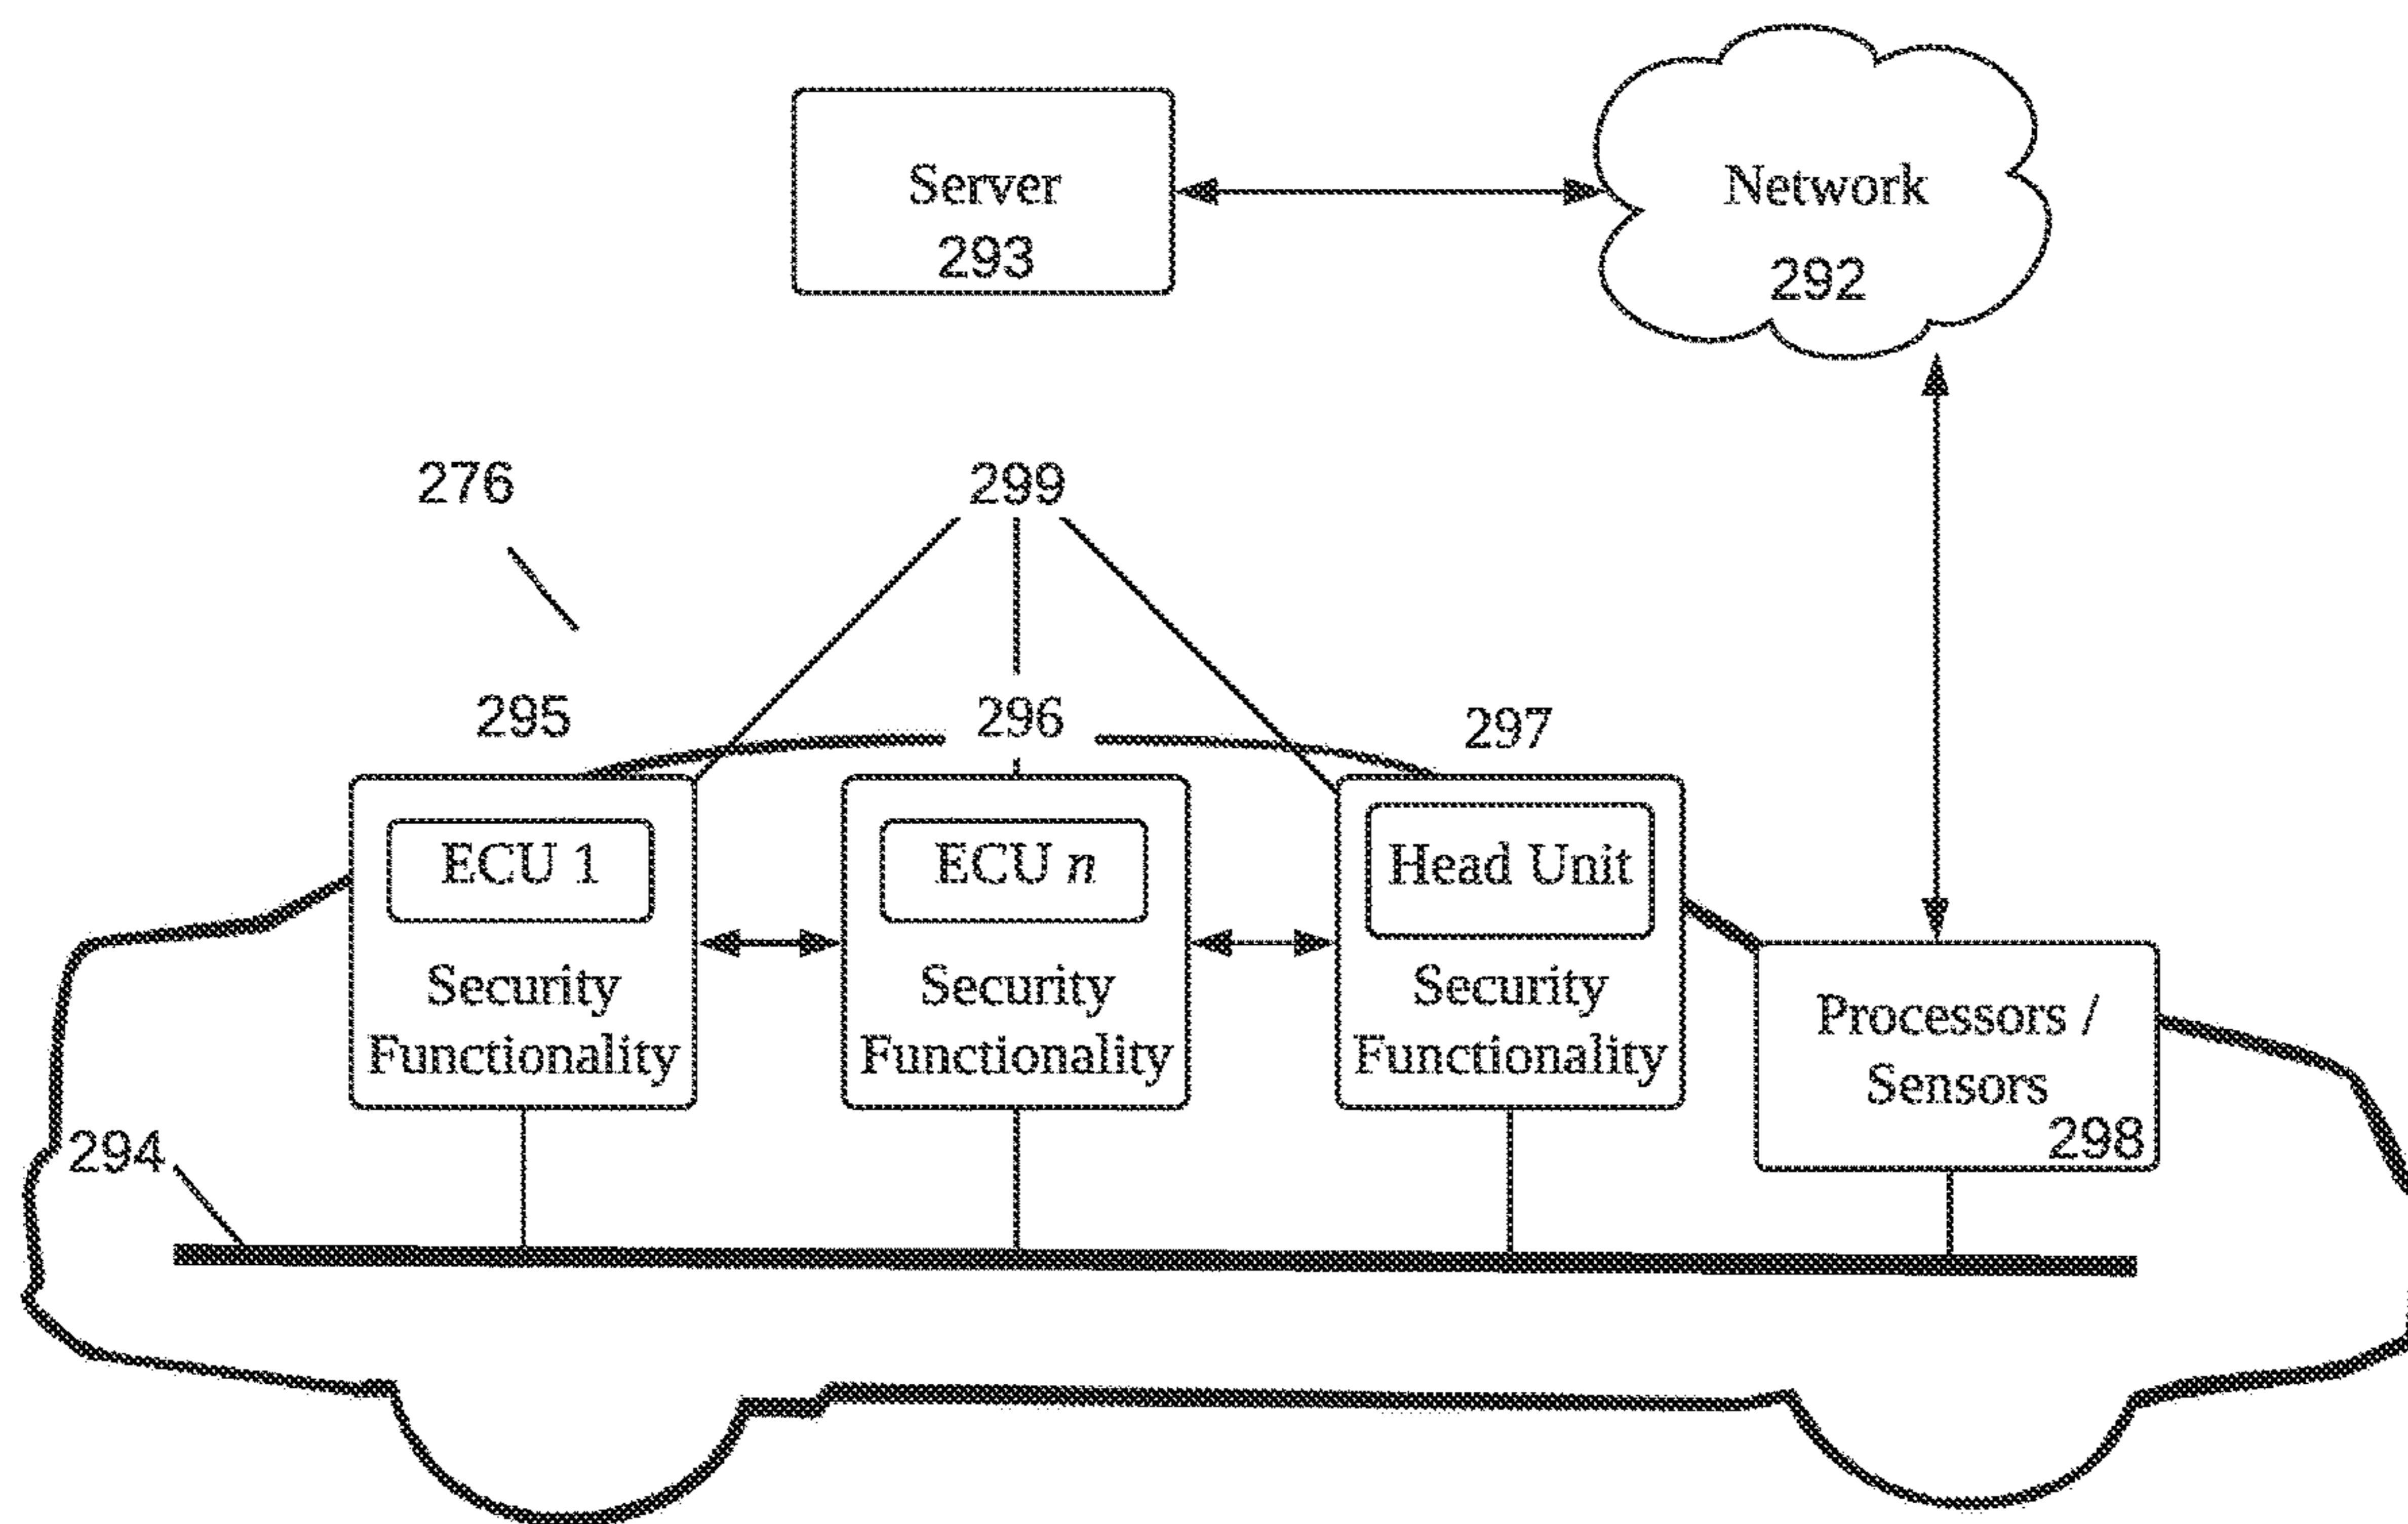 Server
293
Network
292
276
299
295
296
297
ECU 1
Security
Functionality
ECU n
Security
Functionality
Head Unit
Security
Functionality
Processors /
Sensors
298
294